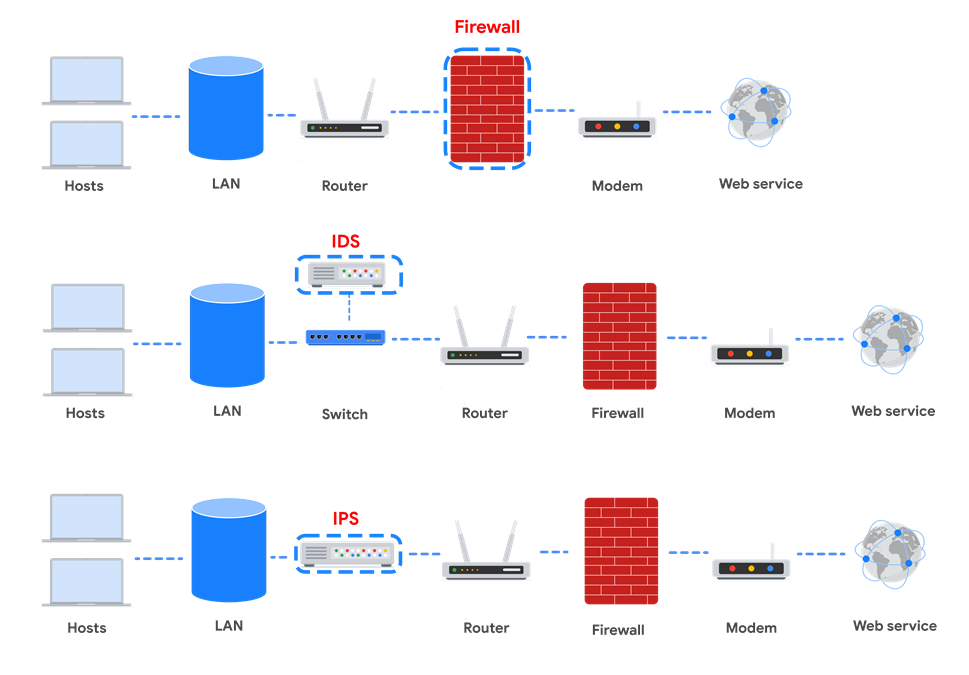 Firewall
Hosts
LAN
Router
Modem
Web service
IDS
Hosts
LAN
Switch
Router
Firewall
Modem
Web service
IPS
Hosts
LAN
Router
Firewall
Modem
Web service